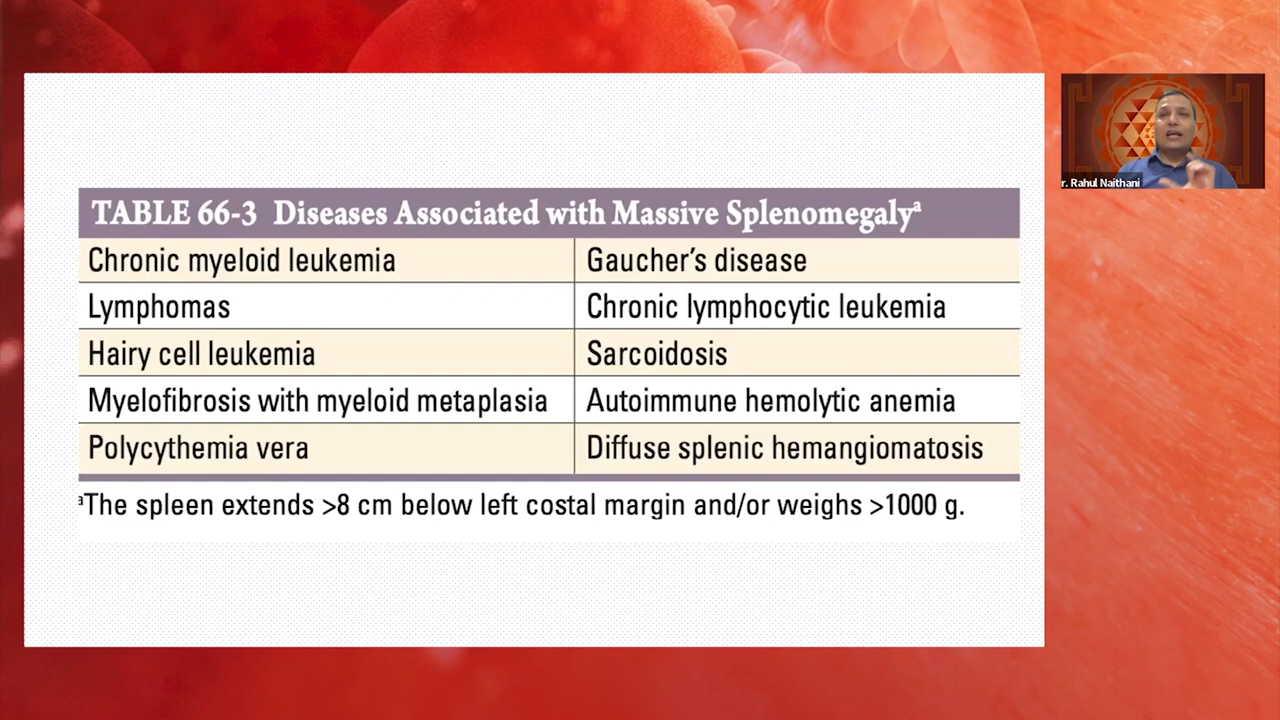 TABLE 66-3 Diseases Associated with Massive Splenomegalyᵃ
Chronic myeloid leukemia
Gaucher's disease
Lymphomas
Chronic lymphocytic leukemia
Hairy cell leukemia
Sarcoidosis
Myelofibrosis with myeloid metaplasia
Autoimmune hemolytic anemia
Polycythemia vera
Diffuse splenic hemangiomatosis
ᵃThe spleen extends >8 cm below left costal margin and/or weighs >1000 g.
r. Rahul Naithani